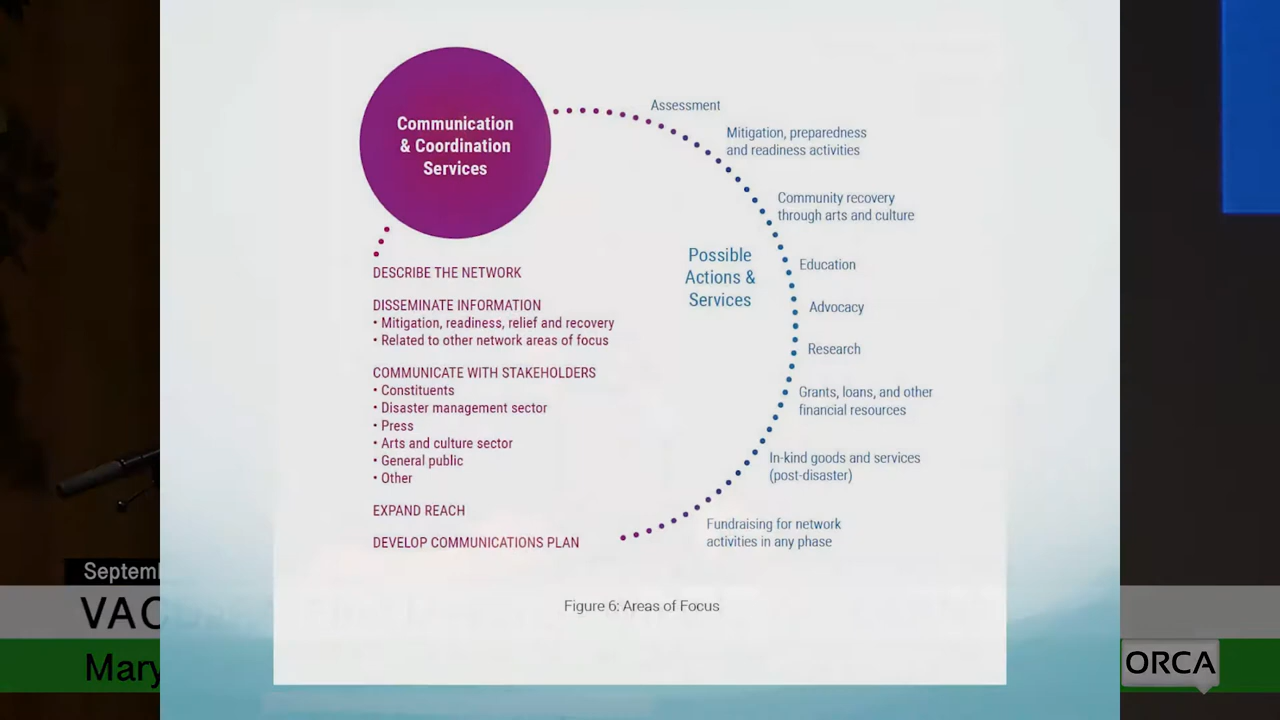 Communication
& Coordination
Services
DESCRIBE THE NETWORK
DISSEMINATE INFORMATION
• Mitigation, readiness, relief and recovery
• Related to other network areas of focus
COMMUNICATE WITH STAKEHOLDERS
• Constituents
• Disaster management sector
• Press
• Arts and culture sector
• General public
• Other
EXPAND REACH
DEVELOP COMMUNICATIONS PLAN
Possible
Actions &
Services
Assessment
Mitigation, preparedness
and readiness activities
Community recovery
through arts and culture
Education
Advocacy
Research
Grants, loans, and other
financial resources
In-kind goods and services
(post-disaster)
Fundraising for network
activities in any phase
Figure 6: Areas of Focus
Mary
ORCA